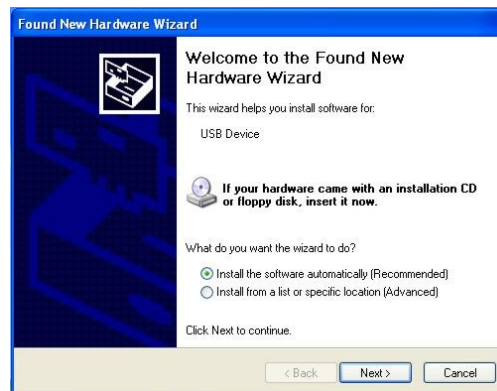 Found New Hardware Wizard
Welcome to the Found New
Hardware Wizard
This wizard helps you install software for:
USB Device
If your hardware came with an installation CD
or floppy disk, insert it now.
What do you want the wizard to do?
Install the software automatically (Recommended)
Install from a list or specific location (Advanced)
Click Next to continue.
< Back Next > Cancel